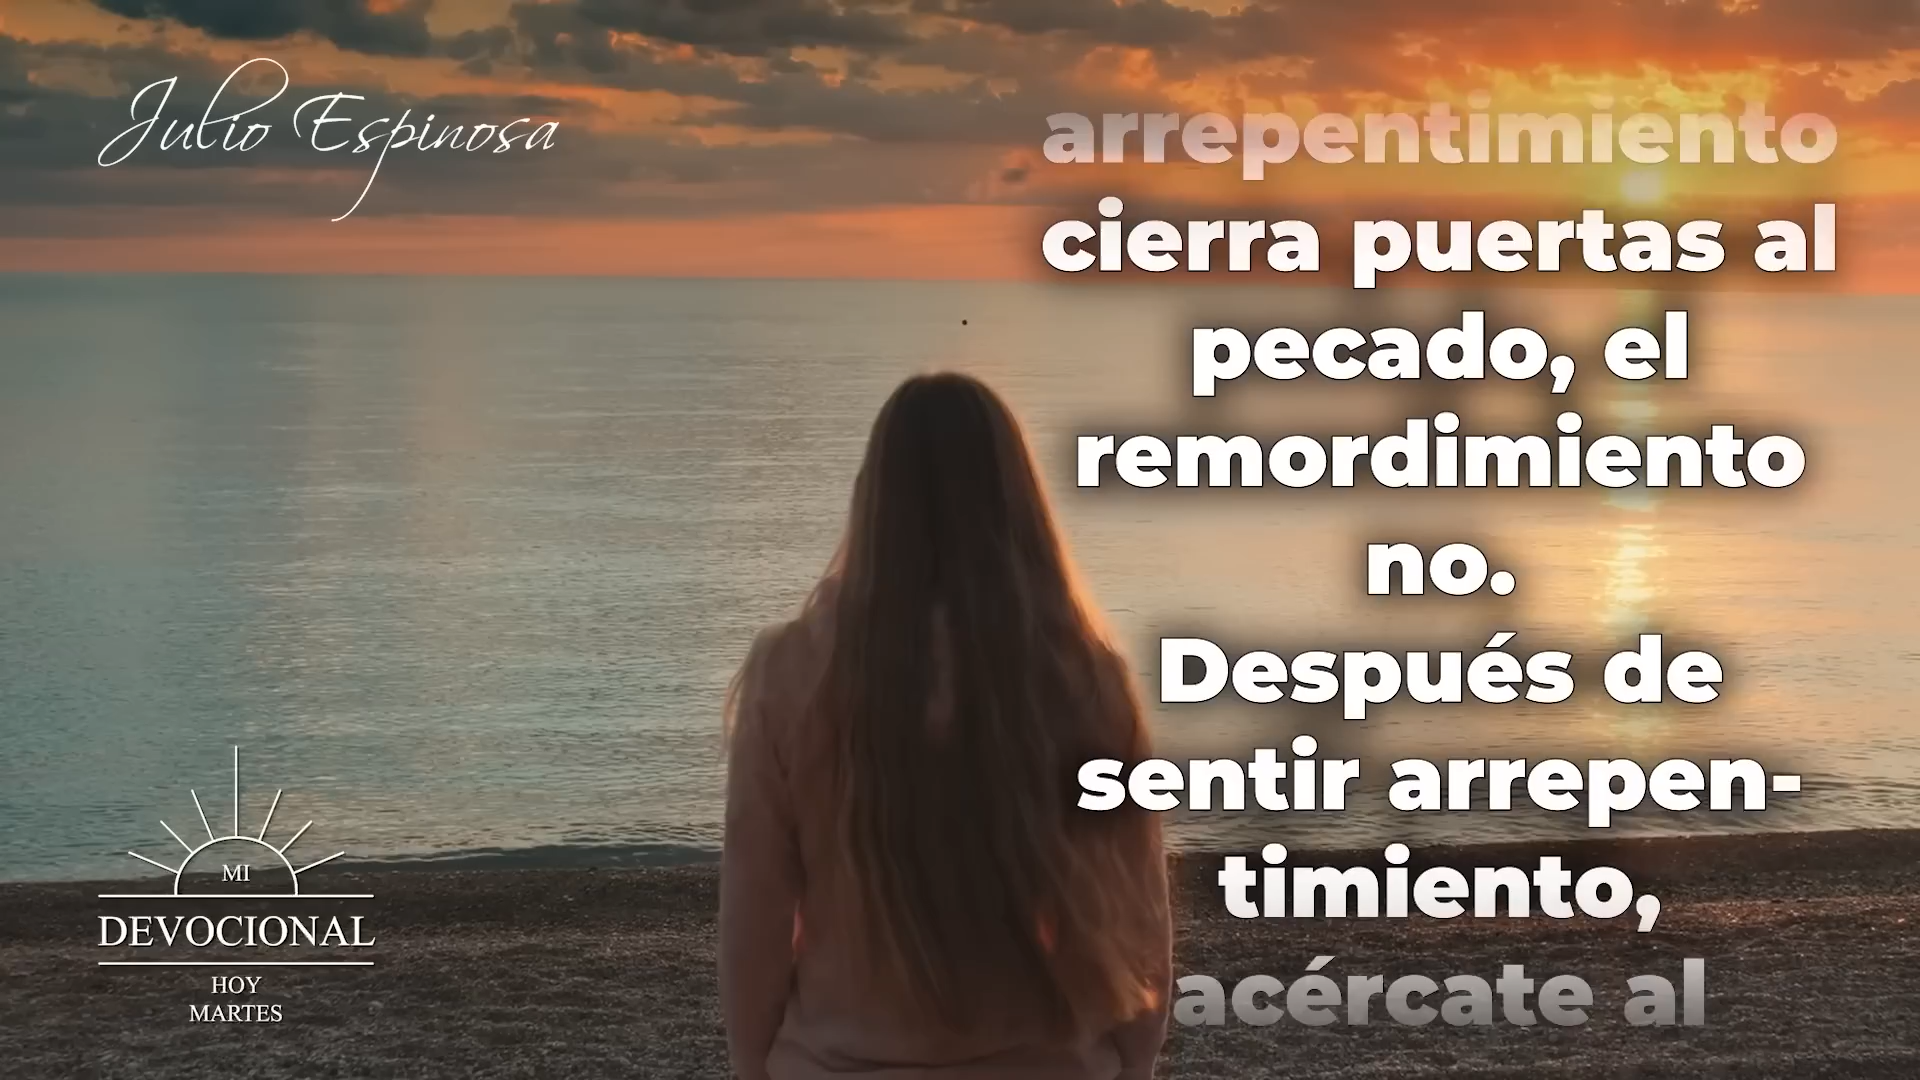 Julio Espinosa
arrepentimiento
cierra puertas al
pecado, el
remordimiento
no.
Después de
sentir arrepen-
timiento,
acércate al
MI
DEVOCIONAL
HOY
MARTES